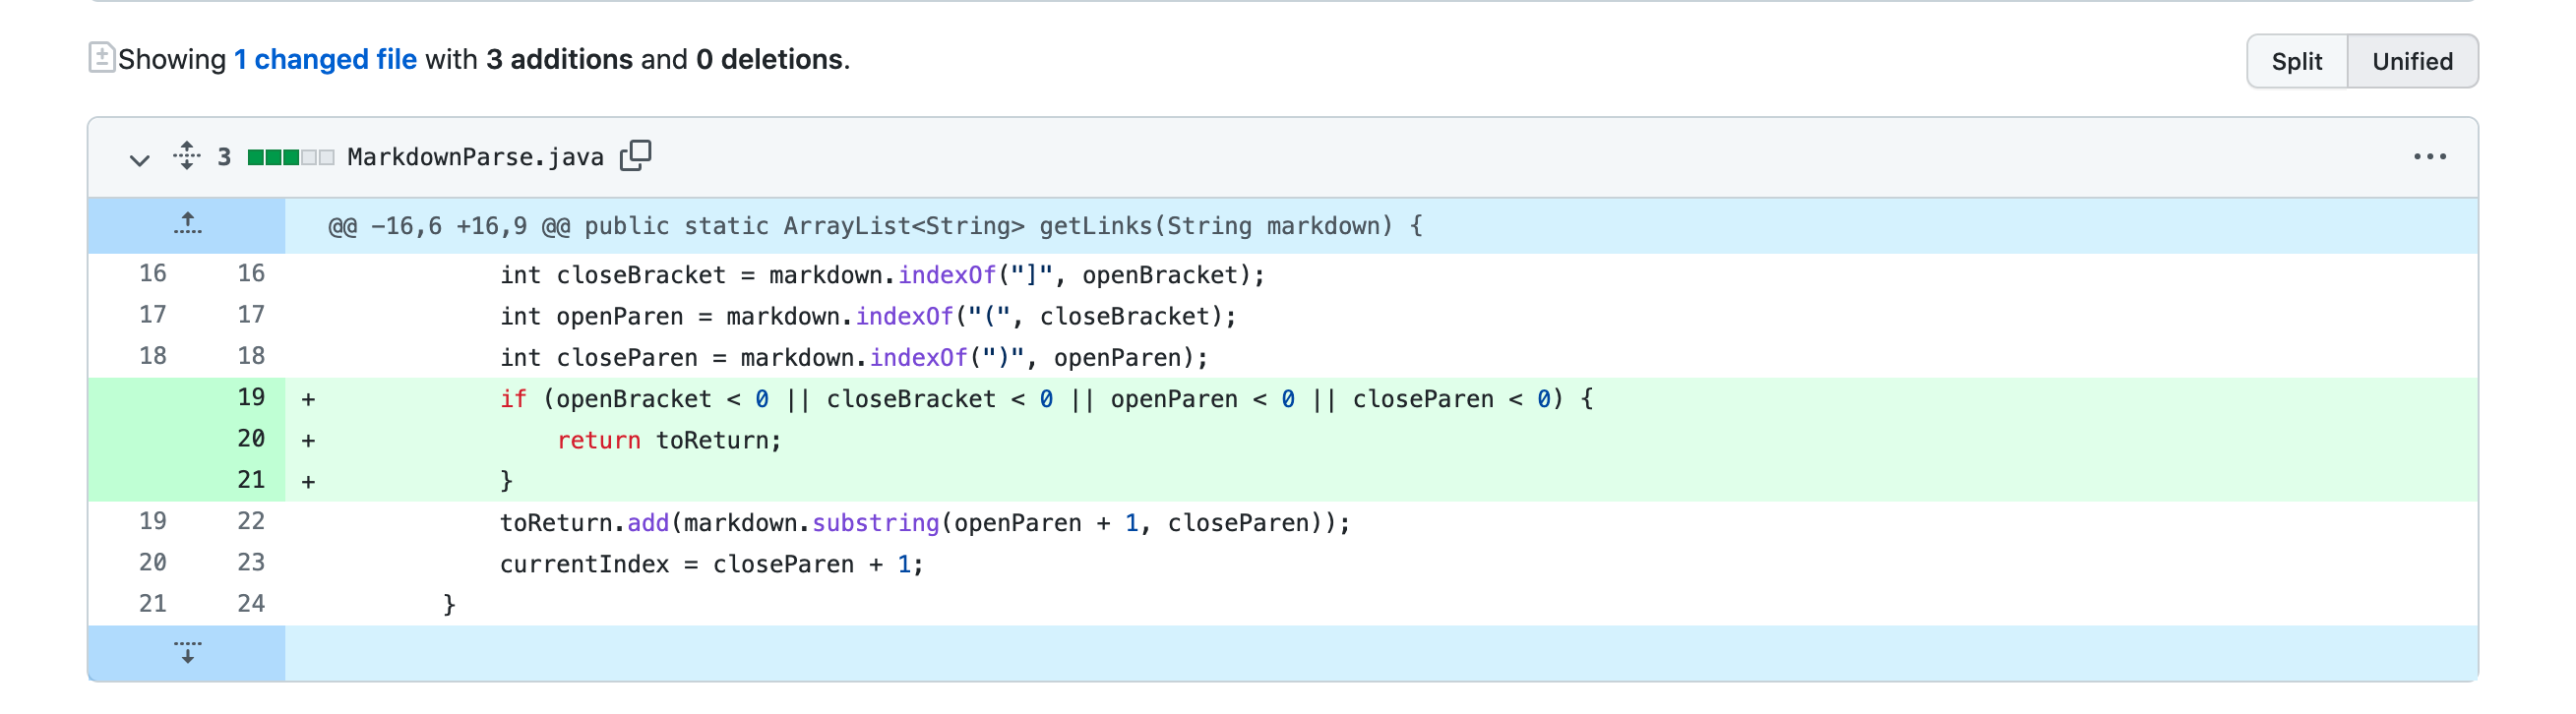 Showing 1 changed file with 3 additions and 0 deletions.
Split Unified
3 MarkdownParse.java
@@ -16,6 +16,9 @@ public static ArrayList<String> getLinks(String markdown) {
16 16 int closeBracket = markdown.indexOf("]", openBracket);
17 17 int openParen = markdown.indexOf("(", closeBracket);
18 18 int closeParen = markdown.indexOf(")", openParen);
19 + if (openBracket < 0 || closeBracket < 0 || openParen < 0 || closeParen < 0) {
20 + return toReturn;
21 + }
19 22 toReturn.add(markdown.substring(openParen + 1, closeParen));
20 23 currentIndex = closeParen + 1;
21 24 }